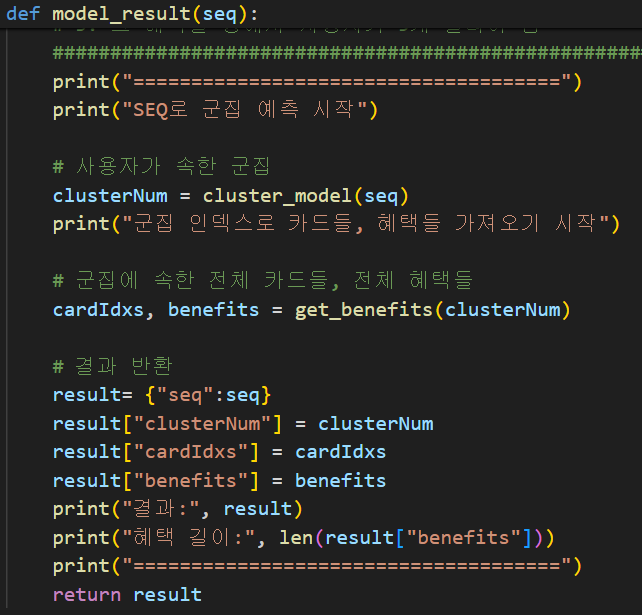 def model_result(seq):
####################################################
print("=====================================")
print("SEQ로 군집 예측 시작")
# 사용자가 속한 군집
clusterNum = cluster_model(seq)
print("군집 인덱스로 카드들, 혜택들 가져오기 시작")
# 군집에 속한 전체 카드들, 전체 혜택들
cardIdxs, benefits = get_benefits(clusterNum)
# 결과 반환
result= {"seq":seq}
result["clusterNum"] = clusterNum
result["cardIdxs"] = cardIdxs
result["benefits"] = benefits
print("결과:", result)
print("혜택 길이:", len(result["benefits"]))
print("=====================================")
return result